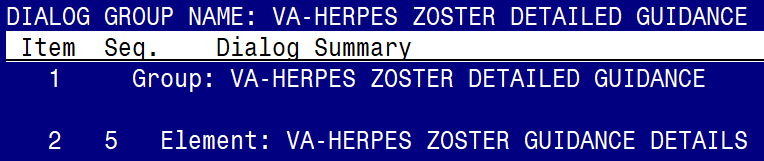 DIALOG GROUP NAME: VA-HERPES ZOSTER DETAILED GUIDANCE
Item Seq. Dialog Summary
1 Group: VA-HERPES ZOSTER DETAILED GUIDANCE
2 5 Element: VA-HERPES ZOSTER GUIDANCE DETAILS